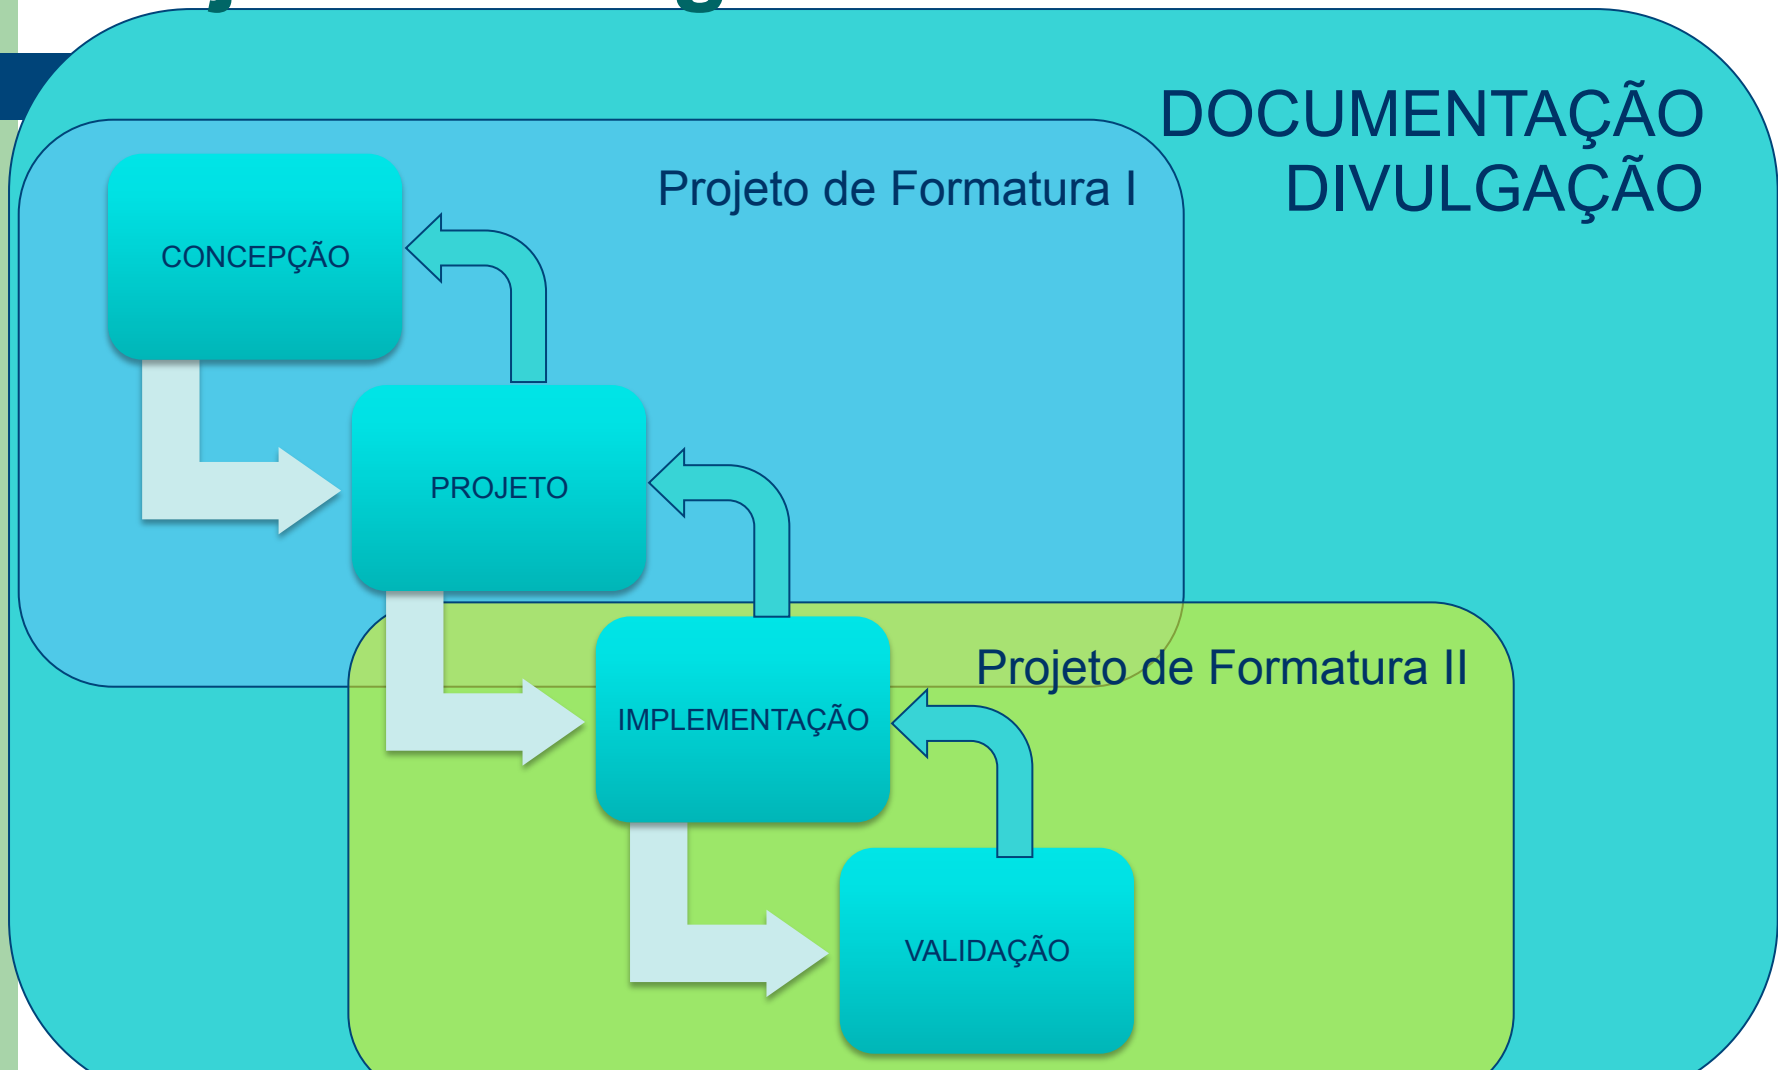 DOCUMENTAÇÃO
DIVULGAÇÃO
Projeto de Formatura I
CONCEPÇÃO
PROJETO
Projeto de Formatura II
IMPLEMENTAÇÃO
VALIDAÇÃO